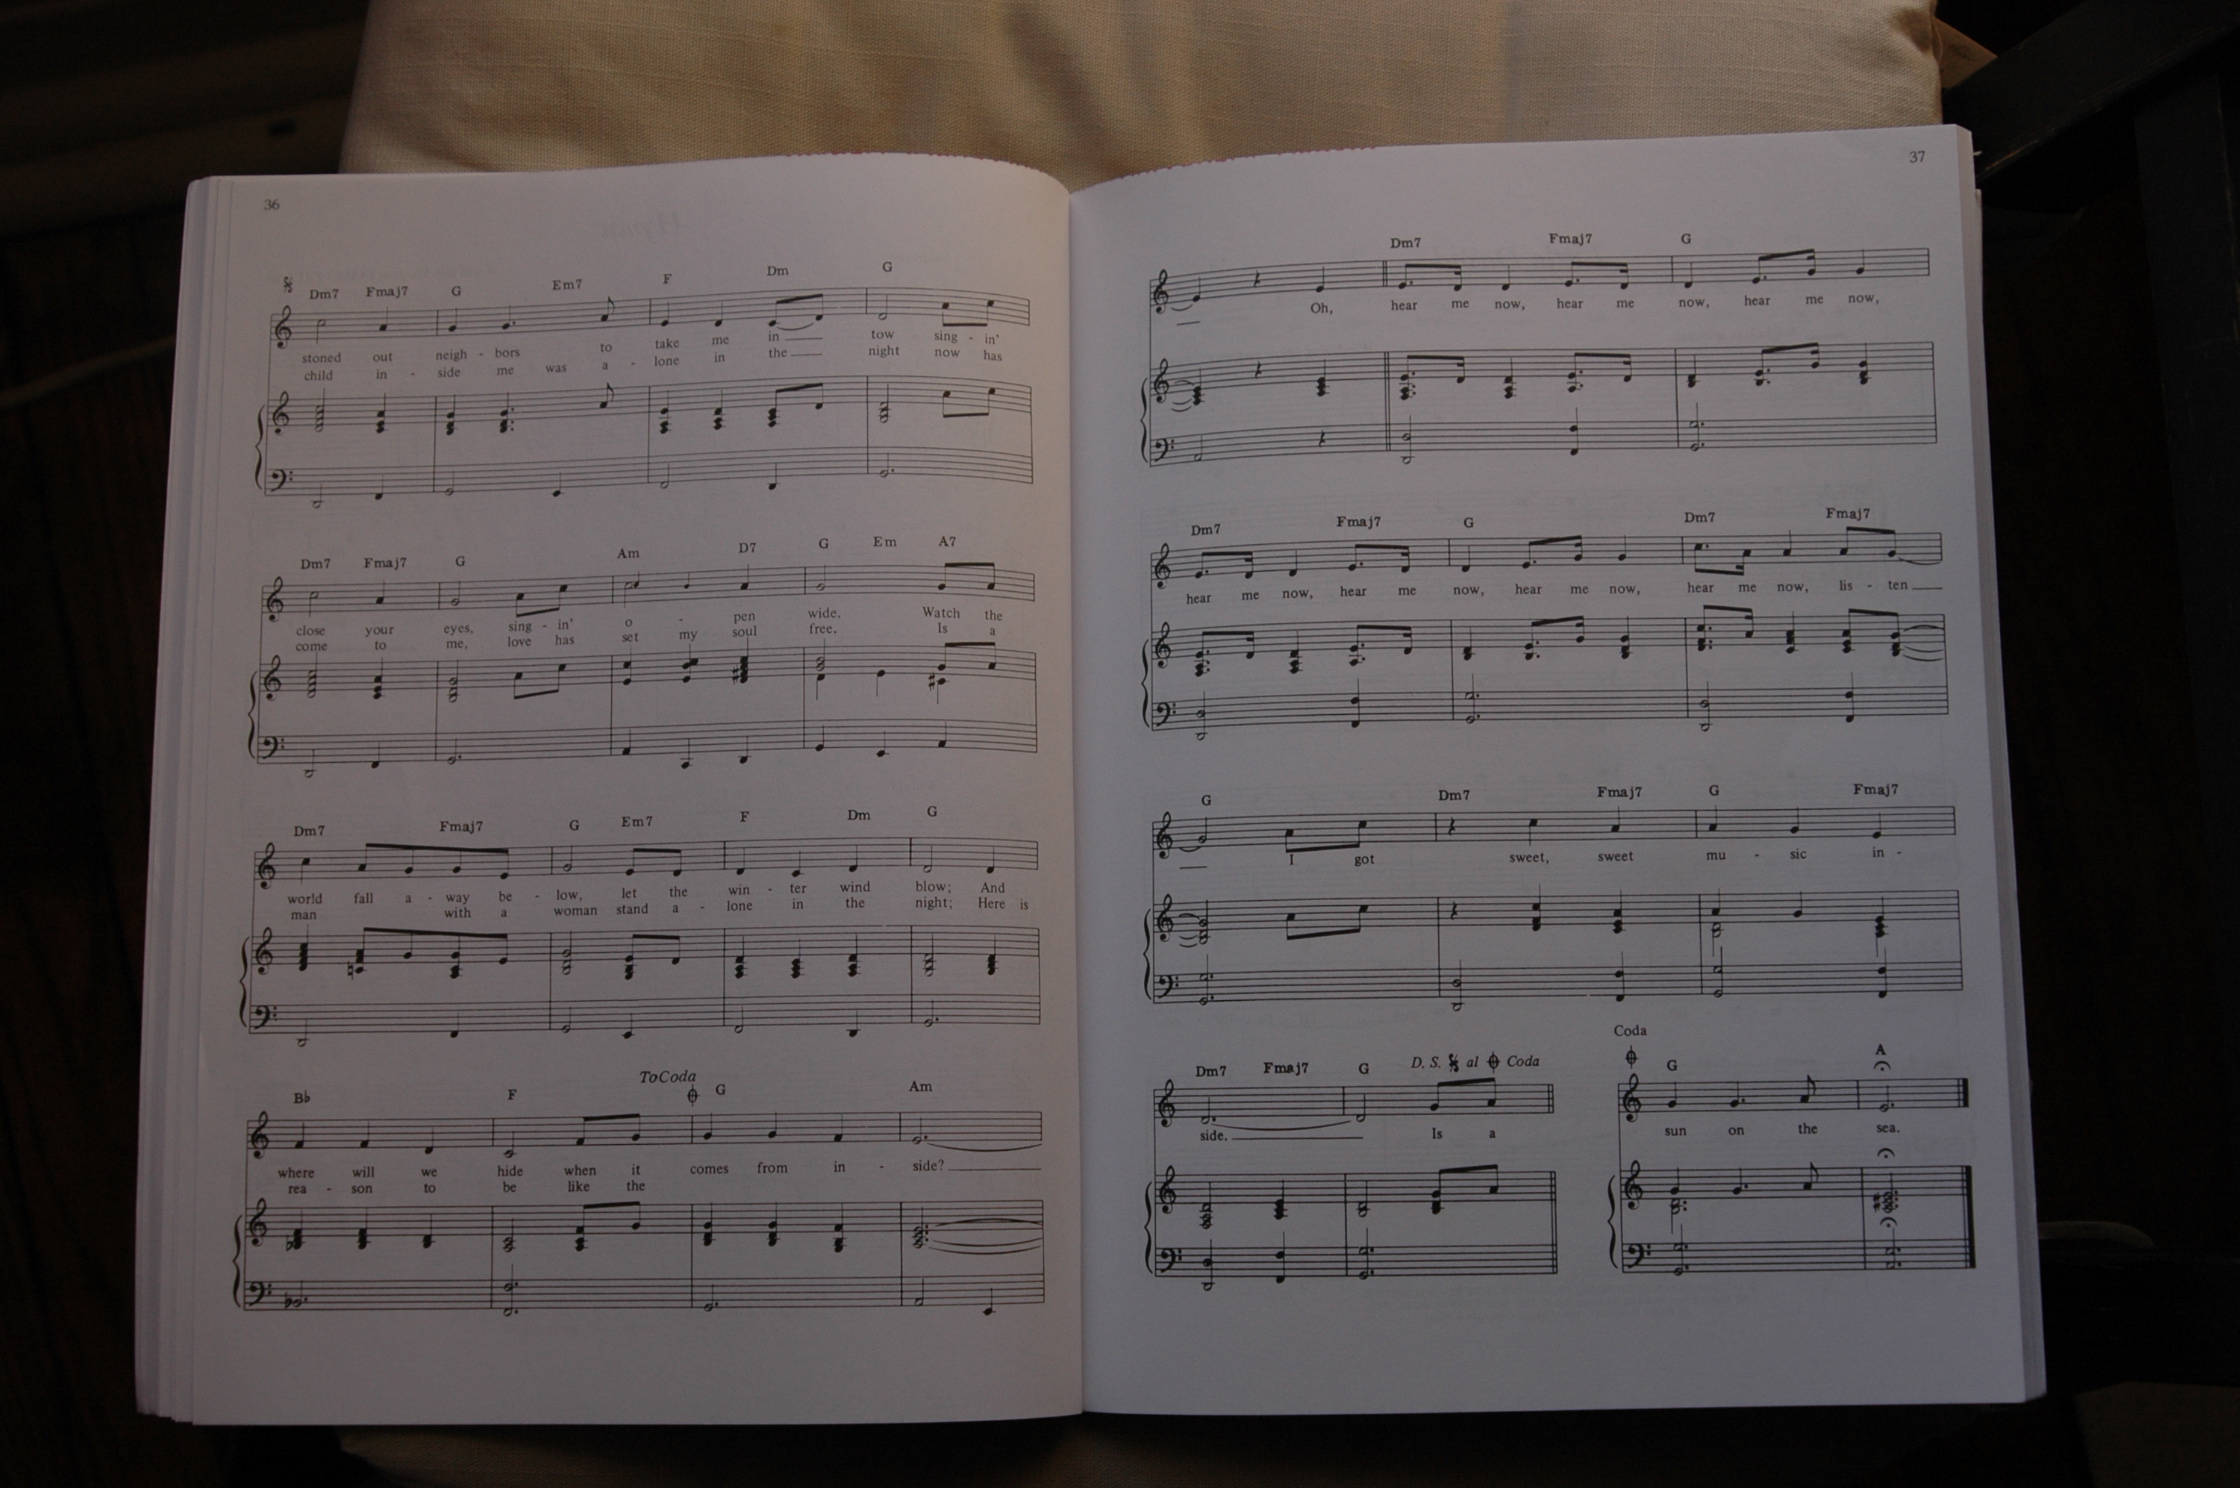 36
Dm7 Fmaj7 G Em7 F Dm G
stoned out neigh - bors to take me in tow sing - in'
child in - side me was a - lone in the night now has
Dm7 Fmaj7 G Am D7 G Em A7
close your eyes, sing - in' o - pen wide. Watch the
come to me, love has set my soul free. Is a
Dm7 Fmaj7 G Em7 F Dm G
world fall a - way be - low, let the win - ter wind blow; And
man with a woman stand a - lone in the night; Here is
ToCoda
Bb F G Am
where will we hide when it comes from in - side?
rea - son to be like the
37
Dm7 Fmaj7 G
Oh, hear me now, hear me now, hear me now,
Dm7 Fmaj7 G Dm7 Fmaj7
hear me now, hear me now, hear me now, hear me now, lis - ten
G Dm7 Fmaj7 G Fmaj7
I got sweet, sweet mu - sic in -
Coda
Dm7 Fmaj7 G D. S. al Coda G A
side. Is a sun on the sea.